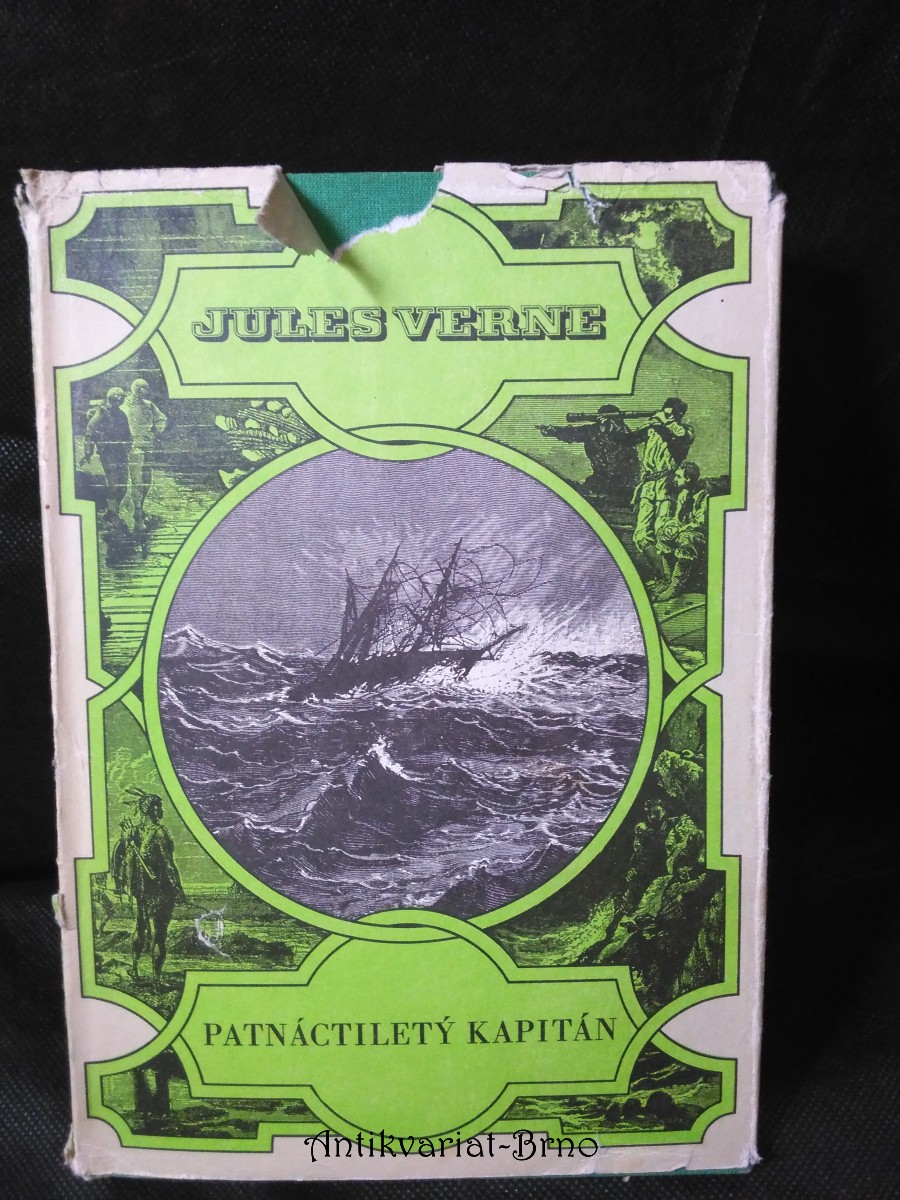 JULES VERNE
PATNÁCTILETÝ KAPITÁN
Antikvariat-Brno